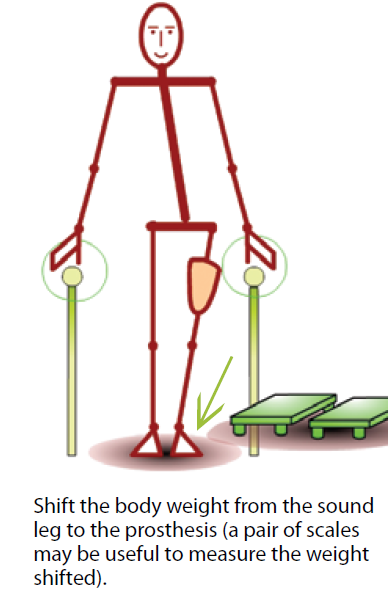 Shift the body weight from the sound
leg to the prosthesis (a pair of scales
may be useful to measure the weight
shifted).